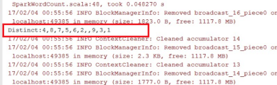 SparkWordCount.scala:48, took 0.048270 s
17/02/04 00:55:56 INFO BlockManagerInfo: Removed broadcast_16_piece0 o
localhost:49385 in memory (size: 1823.0 B, free: 1117.8 MB)
Distinct:4,8,7,5,6,2,,9,3,1
17/02/04 00:55:56 INFO ContextCleaner: Cleaned accumulator 14
17/02/04 00:55:56 INFO BlockManagerInfo: Removed broadcast_15_piece0 o
localhost:49385 in memory (size: 2.3 KB, free: 1117.8 MB)
17/02/04 00:55:56 INFO ContextCleaner: Cleaned accumulator 13
17/02/04 00:55:56 INFO BlockManagerInfo: Removed broadcast_14_piece0 o
localhost:49385 in memory (size: 1777.0 B, free: 1117.8 MB)